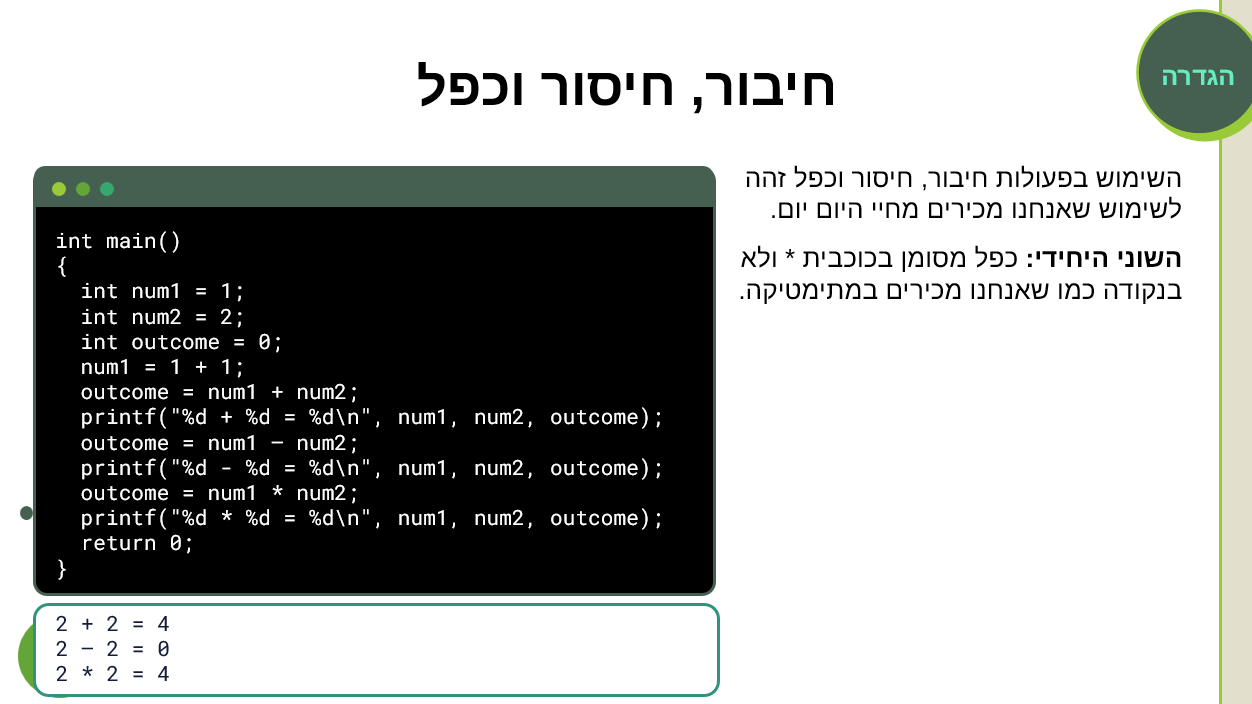 הגדרה
חיבור, חיסור וכפל
השימוש בפעולות חיבור, חיסור וכפל זהה
לשימוש שאנחנו מכירים מחיי היום יום.
השוני היחידי: כפל מסומן בכוכבית * ולא
בנקודה כמו שאנחנו מכירים במתימטיקה.
int main()
{
  int num1 = 1;
  int num2 = 2;
  int outcome = 0;
  num1 = 1 + 1;
  outcome = num1 + num2;
  printf("%d + %d = %d\n", num1, num2, outcome);
  outcome = num1 – num2;
  printf("%d - %d = %d\n", num1, num2, outcome);
  outcome = num1 * num2;
  printf("%d * %d = %d\n", num1, num2, outcome);
  return 0;
}
2 + 2 = 4
2 – 2 = 0
2 * 2 = 4